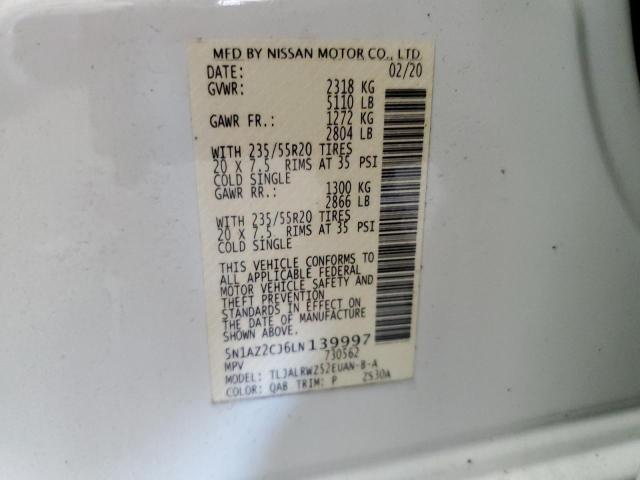 MFD BY NISSAN MOTOR CO., LTD.
DATE: 02/20
GVWR: 2318 KG
5110 LB
GAWR FR.: 1272 KG
2804 LB
WITH 235/55R20 TIRES
20 X 7.5 RIMS AT 35 PSI
COLD SINGLE
GAWR RR.: 1300 KG
2866 LB
WITH 235/55R20 TIRES
20 X 7.5 RIMS AT 35 PSI
COLD SINGLE
THIS VEHICLE CONFORMS TO
ALL APPLICABLE FEDERAL
MOTOR VEHICLE SAFETY AND
THEFT PREVENTION
STANDARDS IN EFFECT ON
THE DATE OF MANUFACTURE
SHOWN ABOVE.
5N1AZ2CJ6LN139997
MPV 730562
MODEL: TLJALRWZS2EUAN-B-A
COLOR: QAB TRIM: P ZS30A